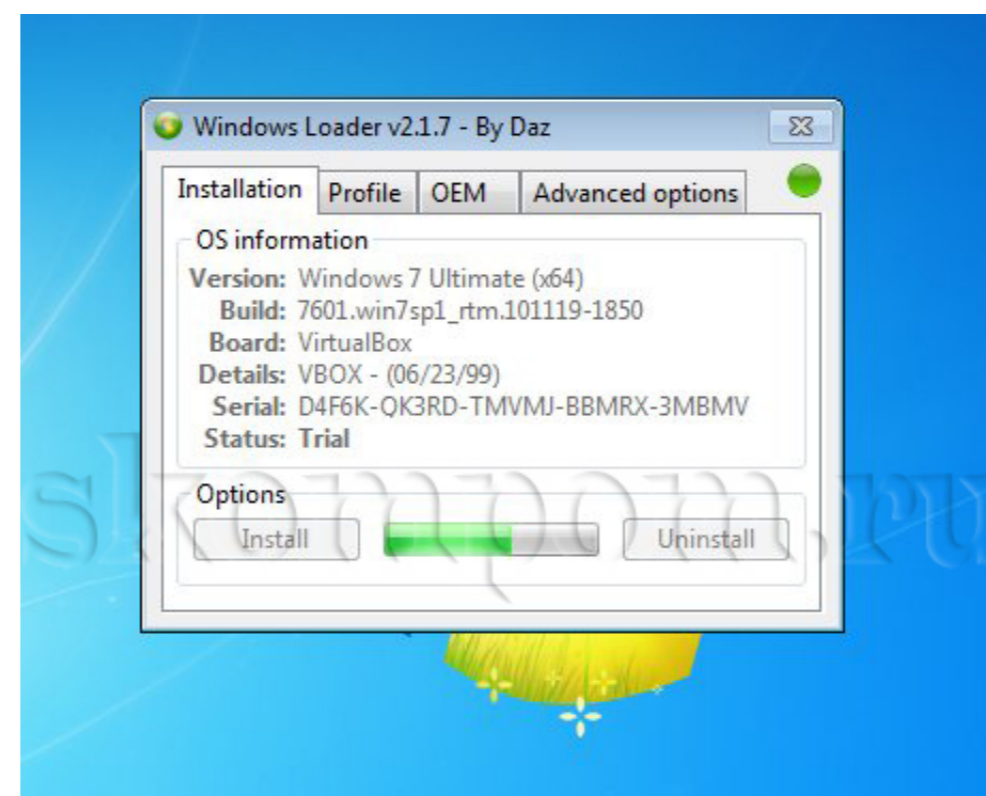 Windows Loader v2.1.7 - By Daz
Installation Profile OEM Advanced options
OS information
Version: Windows 7 Ultimate (x64)
Build: 7601.win7sp1_rtm.101119-1850
Board: VirtualBox
Details: VBOX - (06/23/99)
Serial: D4F6K-QK3RD-TMVMJ-BBMRX-3MBMV
Status: Trial
Options
Install Uninstall
skompom.ru